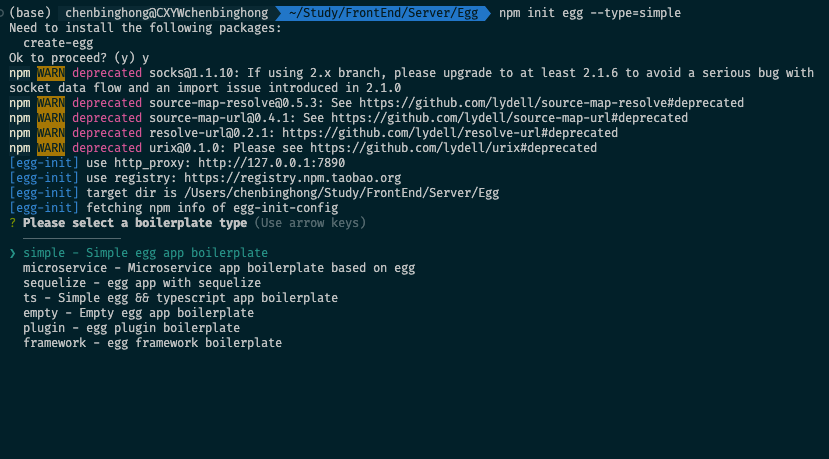 (base) chenbinghong@CXYWchenbinghong ~/Study/FrontEnd/Server/Egg npm init egg --type=simple
Need to install the following packages:
  create-egg
Ok to proceed? (y) y
npm WARN deprecated socks@1.1.10: If using 2.x branch, please upgrade to at least 2.1.6 to avoid a serious bug with
socket data flow and an import issue introduced in 2.1.0
npm WARN deprecated source-map-resolve@0.5.3: See https://github.com/lydell/source-map-resolve#deprecated
npm WARN deprecated source-map-url@0.4.1: See https://github.com/lydell/source-map-url#deprecated
npm WARN deprecated resolve-url@0.2.1: https://github.com/lydell/resolve-url#deprecated
npm WARN deprecated urix@0.1.0: Please see https://github.com/lydell/urix#deprecated
[egg-init] use http_proxy: http://127.0.0.1:7890
[egg-init] use registry: https://registry.npm.taobao.org
[egg-init] target dir is /Users/chenbinghong/Study/FrontEnd/Server/Egg
[egg-init] fetching npm info of egg-init-config
? Please select a boilerplate type (Use arrow keys)
  ──────────────
❯ simple - Simple egg app boilerplate
  microservice - Microservice app boilerplate based on egg
  sequelize - egg app with sequelize
  ts - Simple egg && typescript app boilerplate
  empty - Empty egg app boilerplate
  plugin - egg plugin boilerplate
  framework - egg framework boilerplate